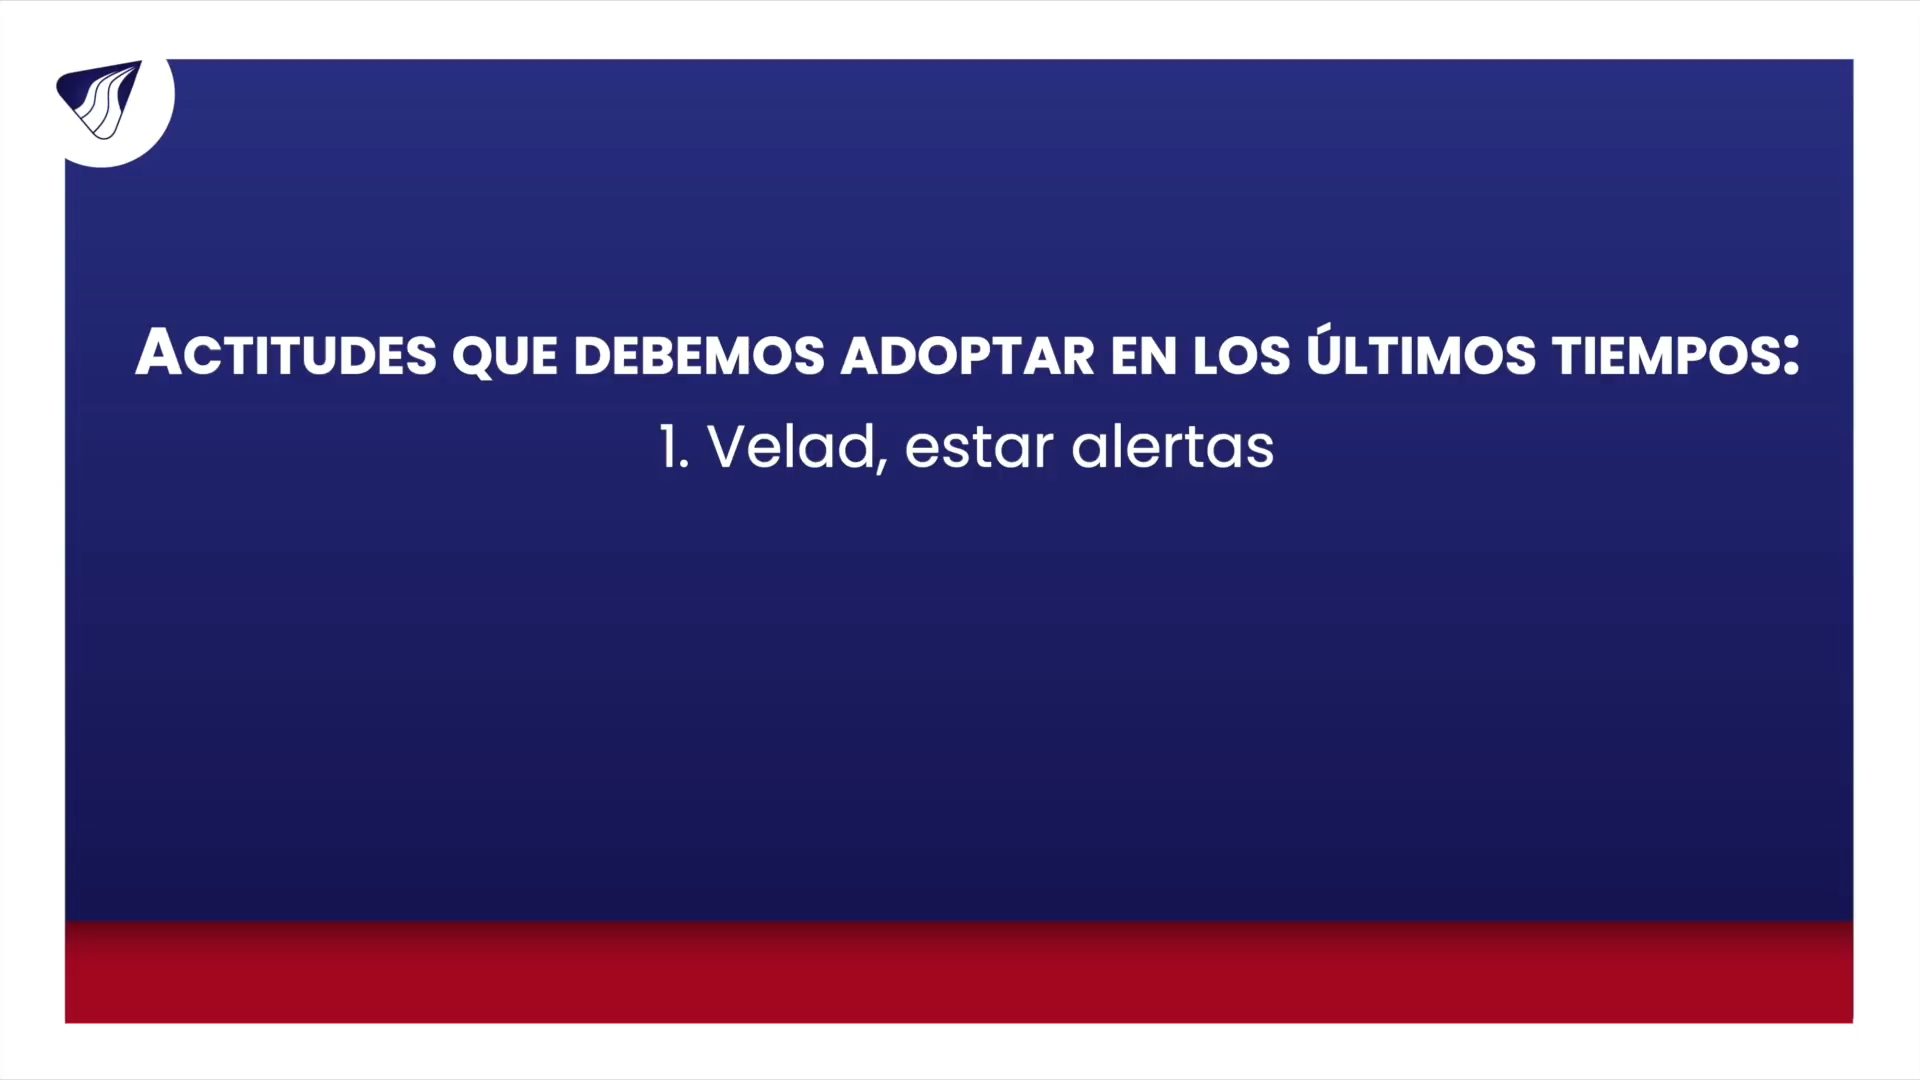 Actitudes que debemos adoptar en los últimos tiempos:
1. Velad, estar alertas